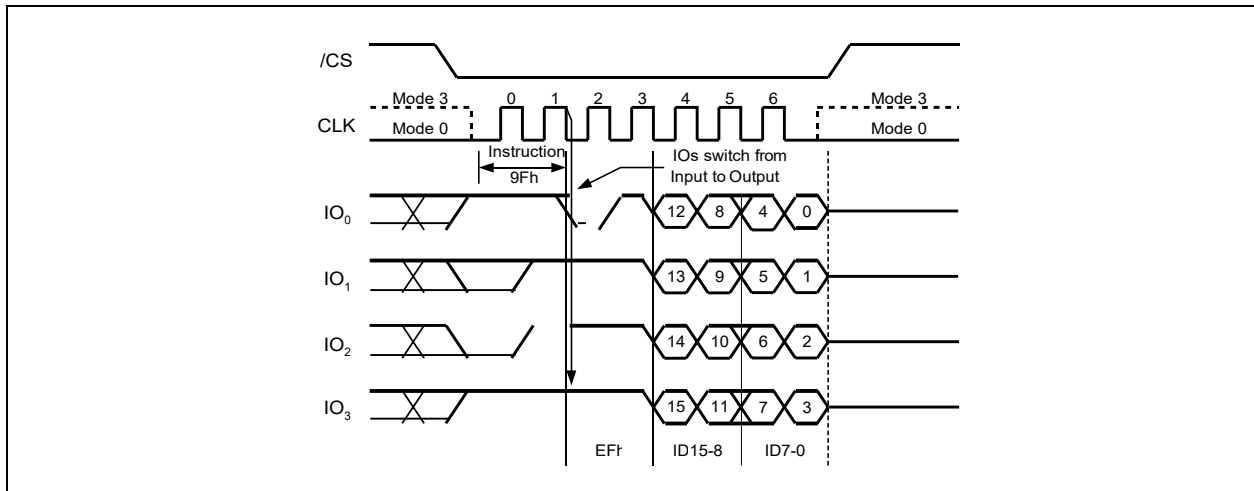 /CS
Mode 3 0 1 2 3 4 5 6 Mode 3
CLK Mode 0 Mode 0
Instruction IOs switch from
9Fh Input to Output
IO0 12 8 4 0
IO1 13 9 5 1
IO2 14 10 6 2
IO3 15 11 7 3
EFh ID15-8 ID7-0